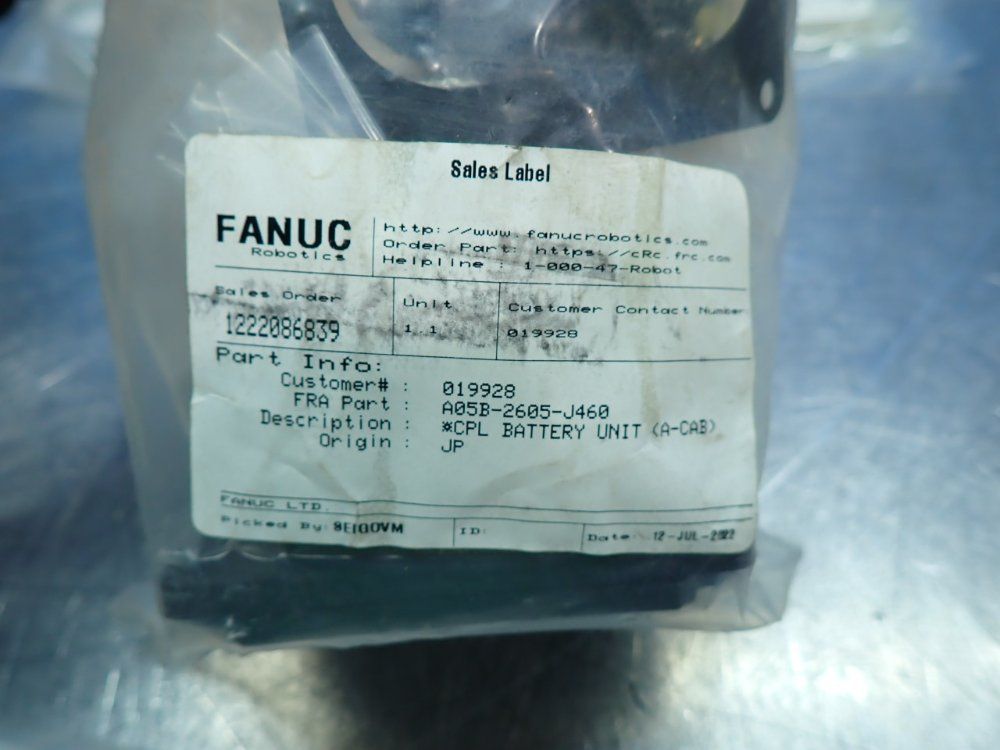 Sales Label
FANUC
Robotics
http://www.fanucrobotics.com
Order Part: https://cRc.frc.com
Helpline : 1-000-47-Robot
Sales Order
1222086839
Unit
1.1
Customer Contact Number
019928
Part Info:
Customer# : 019928
FRA Part : A05B-2605-J460
Description : *CPL BATTERY UNIT (A-CAB)
Origin : JP
FANUC LTD.
Picked By:
ID:
Date: 12-JUL-2022